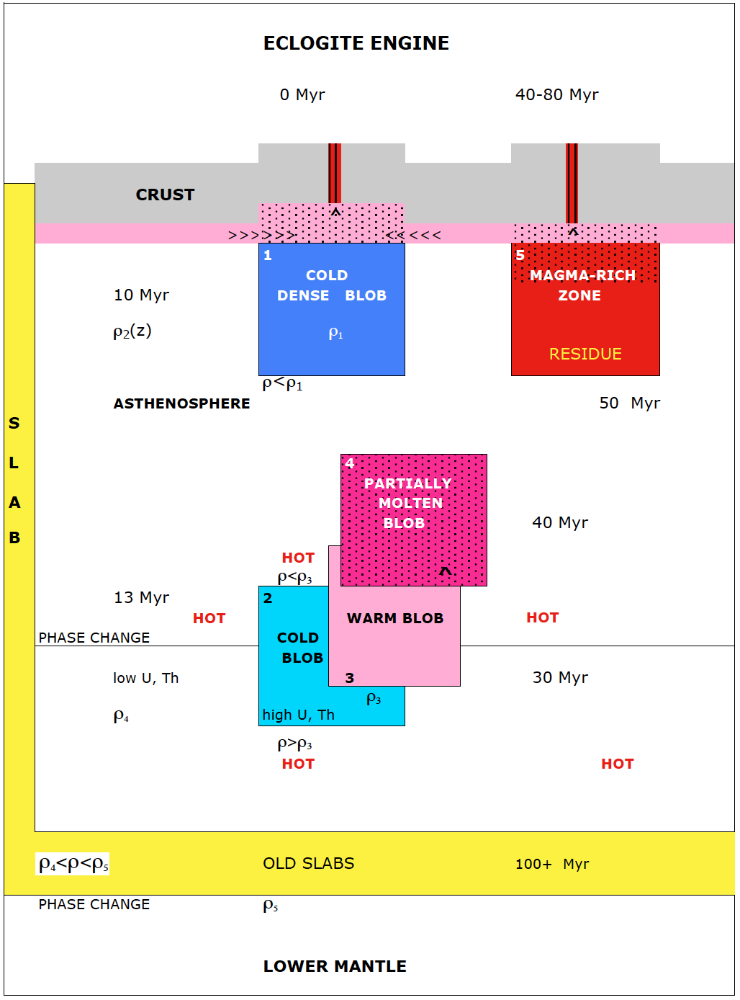 ECLOGITE ENGINE
0 Myr
40-80 Myr
CRUST
>>>>>>
<<<<<
^
^
1
COLD
DENSE BLOB
ρ₁
5
MAGMA-RICH
ZONE
RESIDUE
10 Myr
ρ₂(z)
ρ<ρ₁
ASTHENOSPHERE
50 Myr
S
L
A
B
4
PARTIALLY
MOLTEN
BLOB
^
40 Myr
HOT
ρ<ρ₃
13 Myr
2
HOT
WARM BLOB
HOT
PHASE CHANGE
COLD
BLOB
low U, Th
3
30 Myr
ρ₃
ρ₄
high U, Th
ρ>ρ₃
HOT
HOT
ρ₄<ρ<ρ₅
OLD SLABS
100+ Myr
PHASE CHANGE
ρ₅
LOWER MANTLE